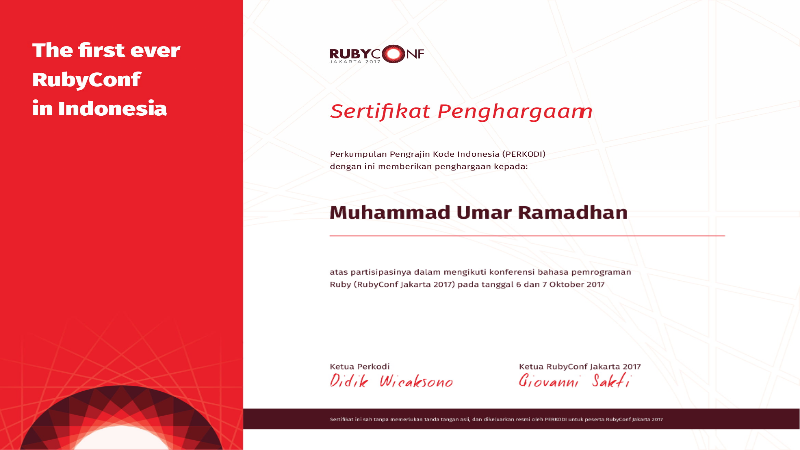 The first ever
RubyConf
in Indonesia
RUBYCONF
JAKARTA 2017
Sertifikat Penghargaam
Perkumpulan Pengrajin Kode Indonesia (PERKODI)
dengan ini memberikan penghargaan kepada:
Muhammad Umar Ramadhan
atas partisipasinya dalam mengikuti konferensi bahasa pemrograman
Ruby (RubyConf Jakarta 2017) pada tanggal 6 dan 7 Oktober 2017
Ketua Perkodi
Didik Wicaksono
Ketua RubyConf Jakarta 2017
Giovanni Sakti
Sertifikat ini sah tanpa memerlukan tanda tangan asli, dan dikeluarkan resmi oleh PERKODI untuk peserta RubyConf Jakarta 2017